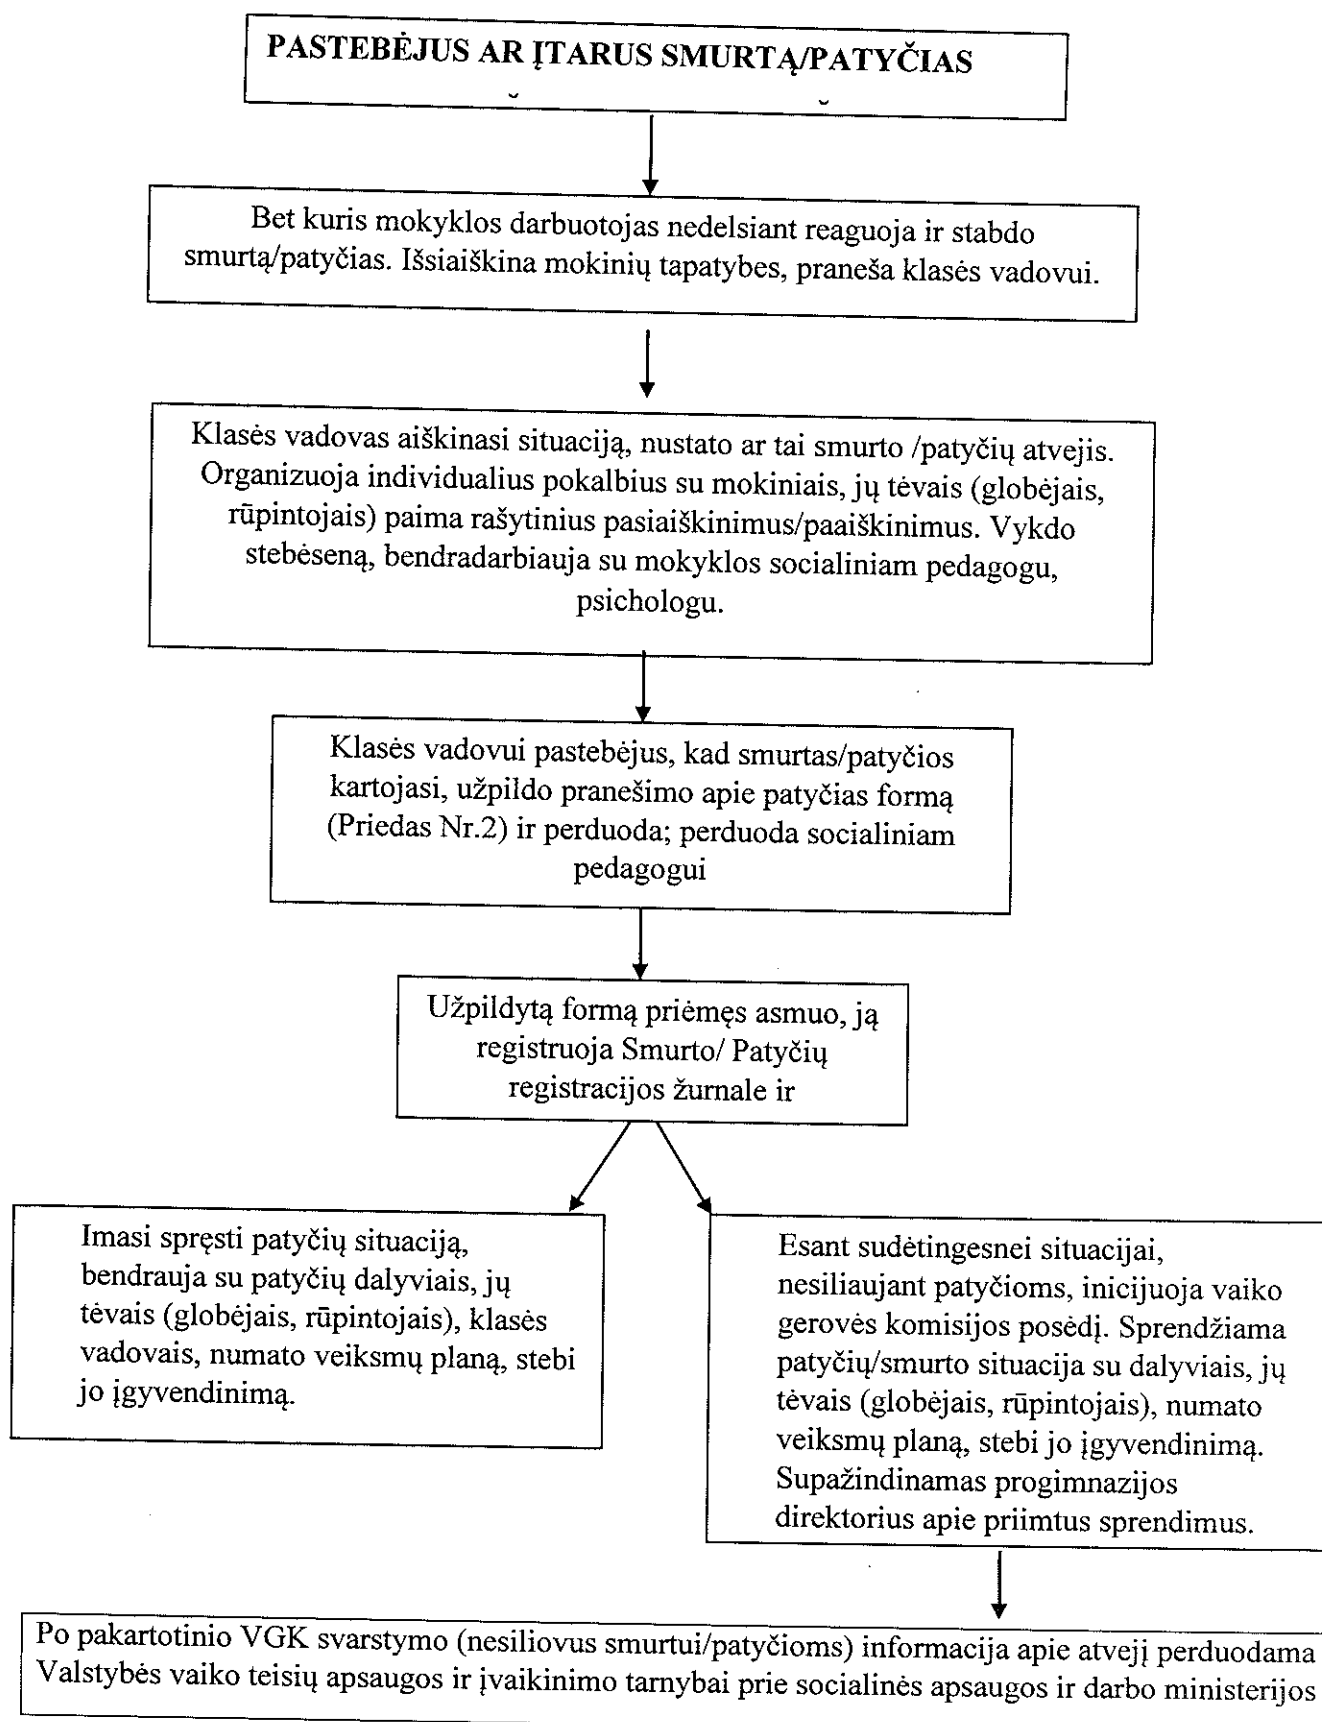 PASTEBĖJUS AR ĮTARUS SMURTĄ/PATYČIAS
Bet kuris mokyklos darbuotojas nedelsiant reaguoja ir stabdo
smurtą/patyčias. Išsiaiškina mokinių tapatybes, praneša klasės vadovui.
Klasės vadovas aiškinasi situaciją, nustato ar tai smurto /patyčių atvejis.
Organizuoja individualius pokalbius su mokiniais, jų tėvais (globėjais,
rūpintojais) paima rašytinius pasiaiškinimus/paaiškinimus. Vykdo
stebėseną, bendradarbiauja su mokyklos socialiniam pedagogu,
psichologu.
Klasės vadovui pastebėjus, kad smurtas/patyčios
kartojasi, užpildo pranešimo apie patyčias formą
(Priedas Nr.2) ir perduoda; perduoda socialiniam
pedagogui
Užpildytą formą priėmęs asmuo, ją
registruoja Smurto/ Patyčių
registracijos žurnale ir
Imasi spręsti patyčių situaciją,
bendrauja su patyčių dalyviais, jų
tėvais (globėjais, rūpintojais), klasės
vadovais, numato veiksmų planą, stebi
jo įgyvendinimą.
Esant sudėtingesnei situacijai,
nesiliaujant patyčioms, inicijuoja vaiko
gerovės komisijos posėdį. Sprendžiama
patyčių/smurto situacija su dalyviais, jų
tėvais (globėjais, rūpintojais), numato
veiksmų planą, stebi jo įgyvendinimą.
Supažindinamas progimnazijos
direktorius apie priimtus sprendimus.
Po pakartotinio VGK svarstymo (nesiliovus smurtui/patyčioms) informacija apie atvejį perduodama
Valstybės vaiko teisių apsaugos ir įvaikinimo tarnybai prie socialinės apsaugos ir darbo ministerijos